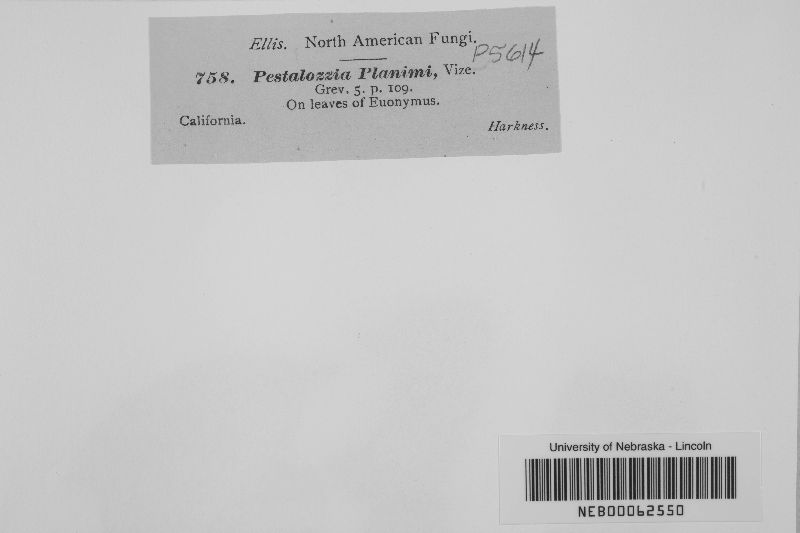 Ellis. North American Fungi.
P5614
758. Pestalozzia Planimi, Vize.
Grev. 5. p. 109.
On leaves of Euonymus.
California.
Harkness.
University of Nebraska - Lincoln
NEB00062550